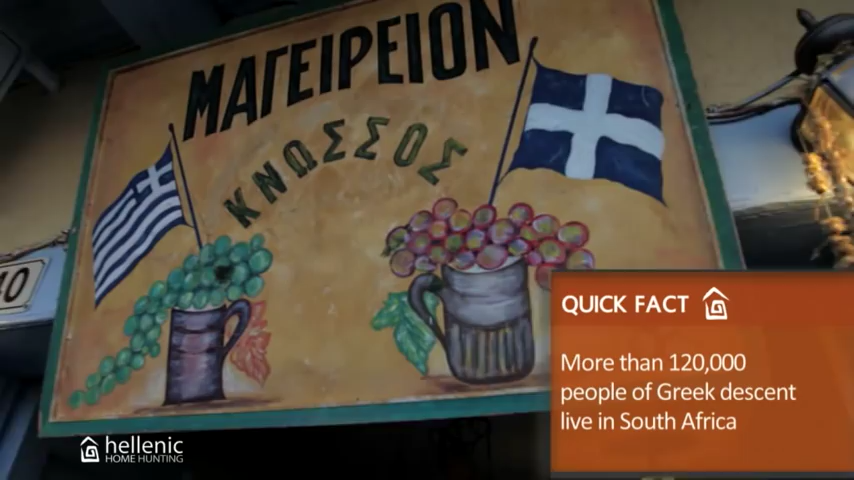 ΜΑΓΕΙΡΕΙΟΝ
ΚΝΩΣΣΟΣ
40
QUICK FACT
More than 120,000
people of Greek descent
live in South Africa
hellenic
HOME HUNTING